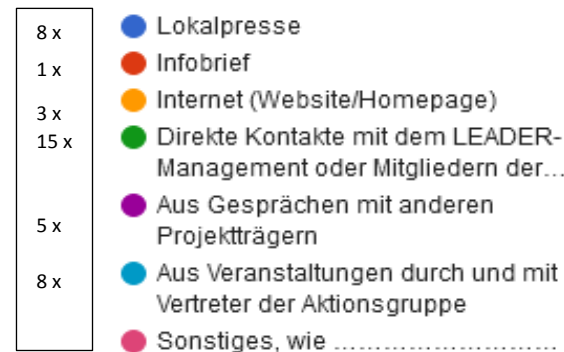 8 x Lokalpresse
1 x Infobrief
3 x Internet (Website/Homepage)
15 x Direkte Kontakte mit dem LEADER-
Management oder Mitgliedern der...
5 x Aus Gesprächen mit anderen
Projektträgern
8 x Aus Veranstaltungen durch und mit
Vertreter der Aktionsgruppe
Sonstiges, wie ..............................